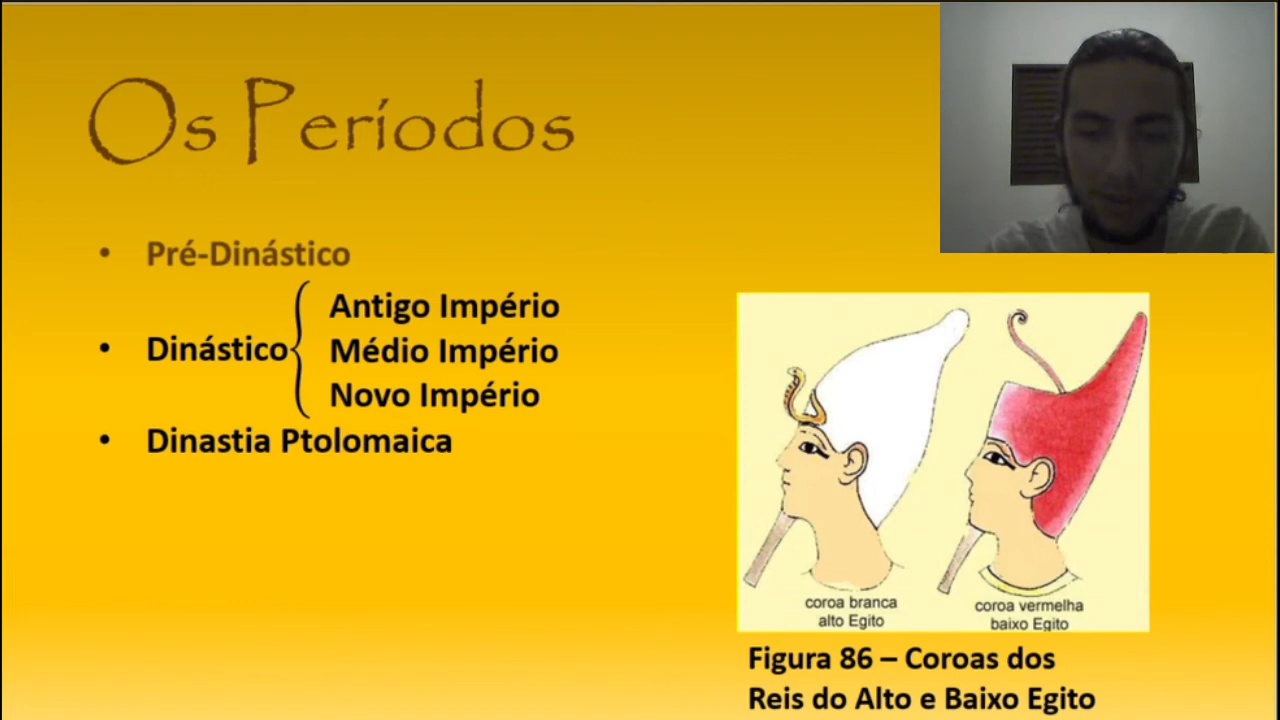 Os Períodos
• Pré-Dinástico
• Dinástico
Antigo Império
Médio Império
Novo Império
• Dinastia Ptolomaica
coroa branca
alto Egito
coroa vermelha
baixo Egito
Figura 86 – Coroas dos
Reis do Alto e Baixo Egito